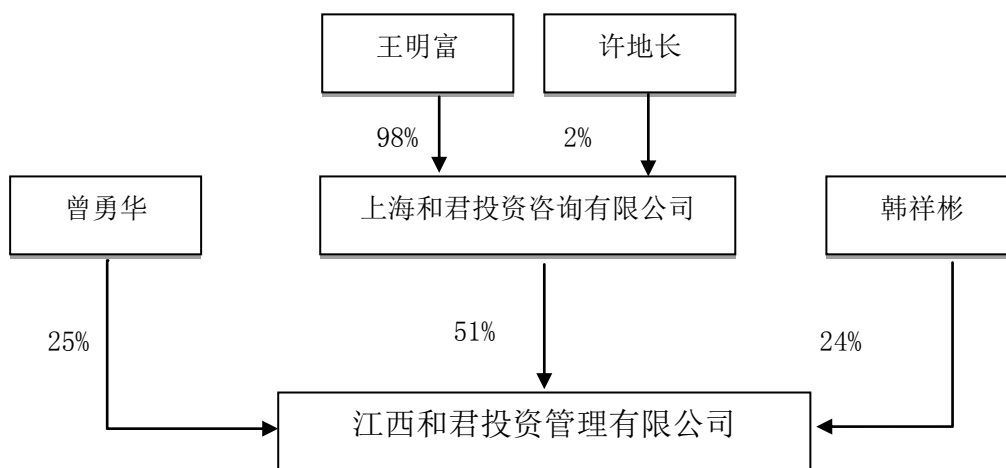 王明富
许地长
98%
2%
曾勇华
上海和君投资咨询有限公司
韩祥彬
25%
51%
24%
江西和君投资管理有限公司